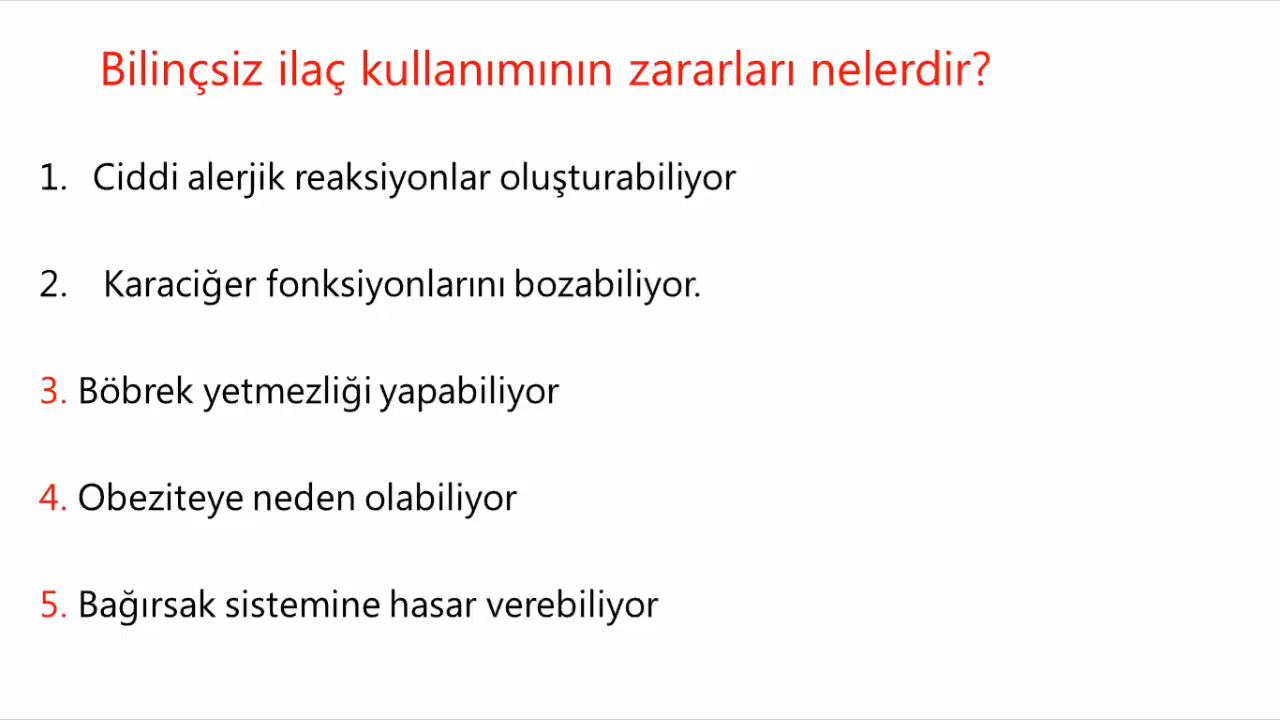 Bilinçsiz ilaç kullanımının zararları nelerdir?
1. Ciddi alerjik reaksiyonlar oluşturabiliyor
2. Karaciğer fonksiyonlarını bozabiliyor.
3. Böbrek yetmezliği yapabiliyor
4. Obeziteye neden olabiliyor
5. Bağırsak sistemine hasar verebiliyor